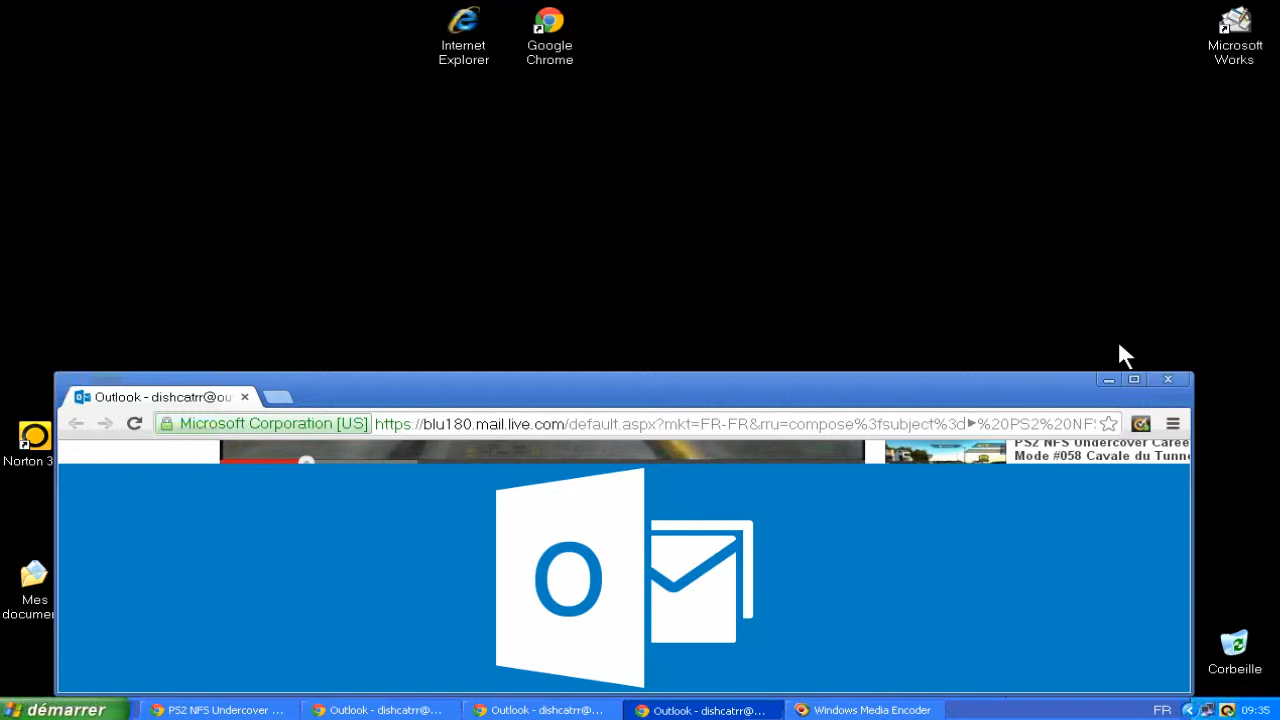 Internet
Explorer
Google
Chrome
Microsoft
Works
Outlook - dishcatrr@ou
Microsoft Corporation [US] https://blu180.mail.live.com/default.aspx?mkt=FR-FR&rru=compose%3fsubject%3d►%20PS2%20NFS
PS2 NFS Undercover Caree
Mode #058 Cavale du Tunne
O
Norton 3
Mes
documen
Corbeille
démarrer
PS2 NFS Undercover ...
Outlook - dishcatrr@...
Outlook - dishcatrr@...
Outlook - dishcatrr@...
Windows Media Encoder
FR
09:35